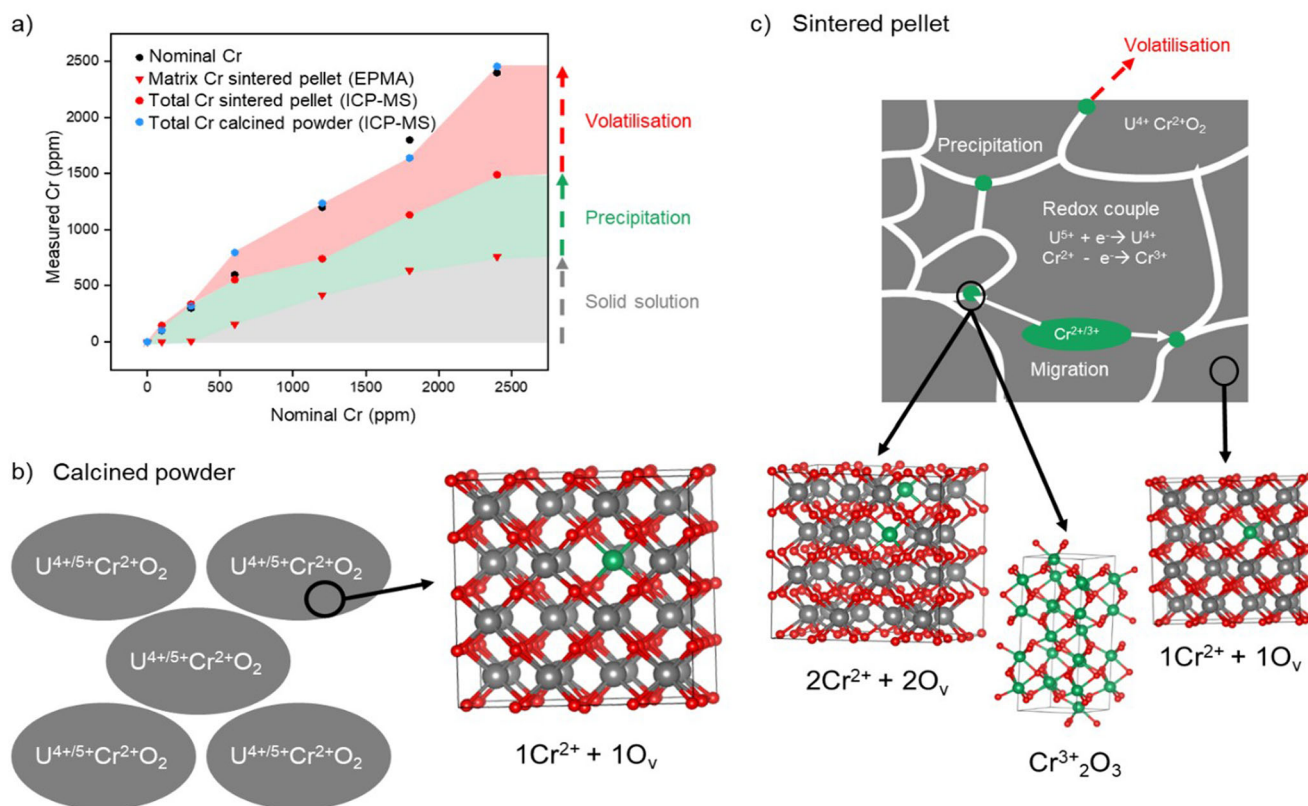 a)
Nominal Cr
Matrix Cr sintered pellet (EPMA)
Total Cr sintered pellet (ICP-MS)
Total Cr calcined powder (ICP-MS)
2500
2000
1500
1000
500
0
Measured Cr (ppm)
0 500 1000 1500 2000 2500
Nominal Cr (ppm)
Volatilisation
Precipitation
Solid solution
b) Calcined powder
U⁴⁺/⁵⁺Cr²⁺O₂
U⁴⁺/⁵⁺Cr²⁺O₂
U⁴⁺/⁵⁺Cr²⁺O₂
U⁴⁺/⁵⁺Cr²⁺O₂
U⁴⁺/⁵⁺Cr²⁺O₂
1Cr²⁺ + 1Oᵥ
c) Sintered pellet
Volatilisation
U⁴⁺ Cr²⁺O₂
Precipitation
Redox couple
U⁵⁺ + e⁻→ U⁴⁺
Cr²⁺ - e⁻→ Cr³⁺
Cr²⁺/³⁺
Migration
2Cr²⁺ + 2Oᵥ
Cr³⁺₂O₃
1Cr²⁺ + 1Oᵥ